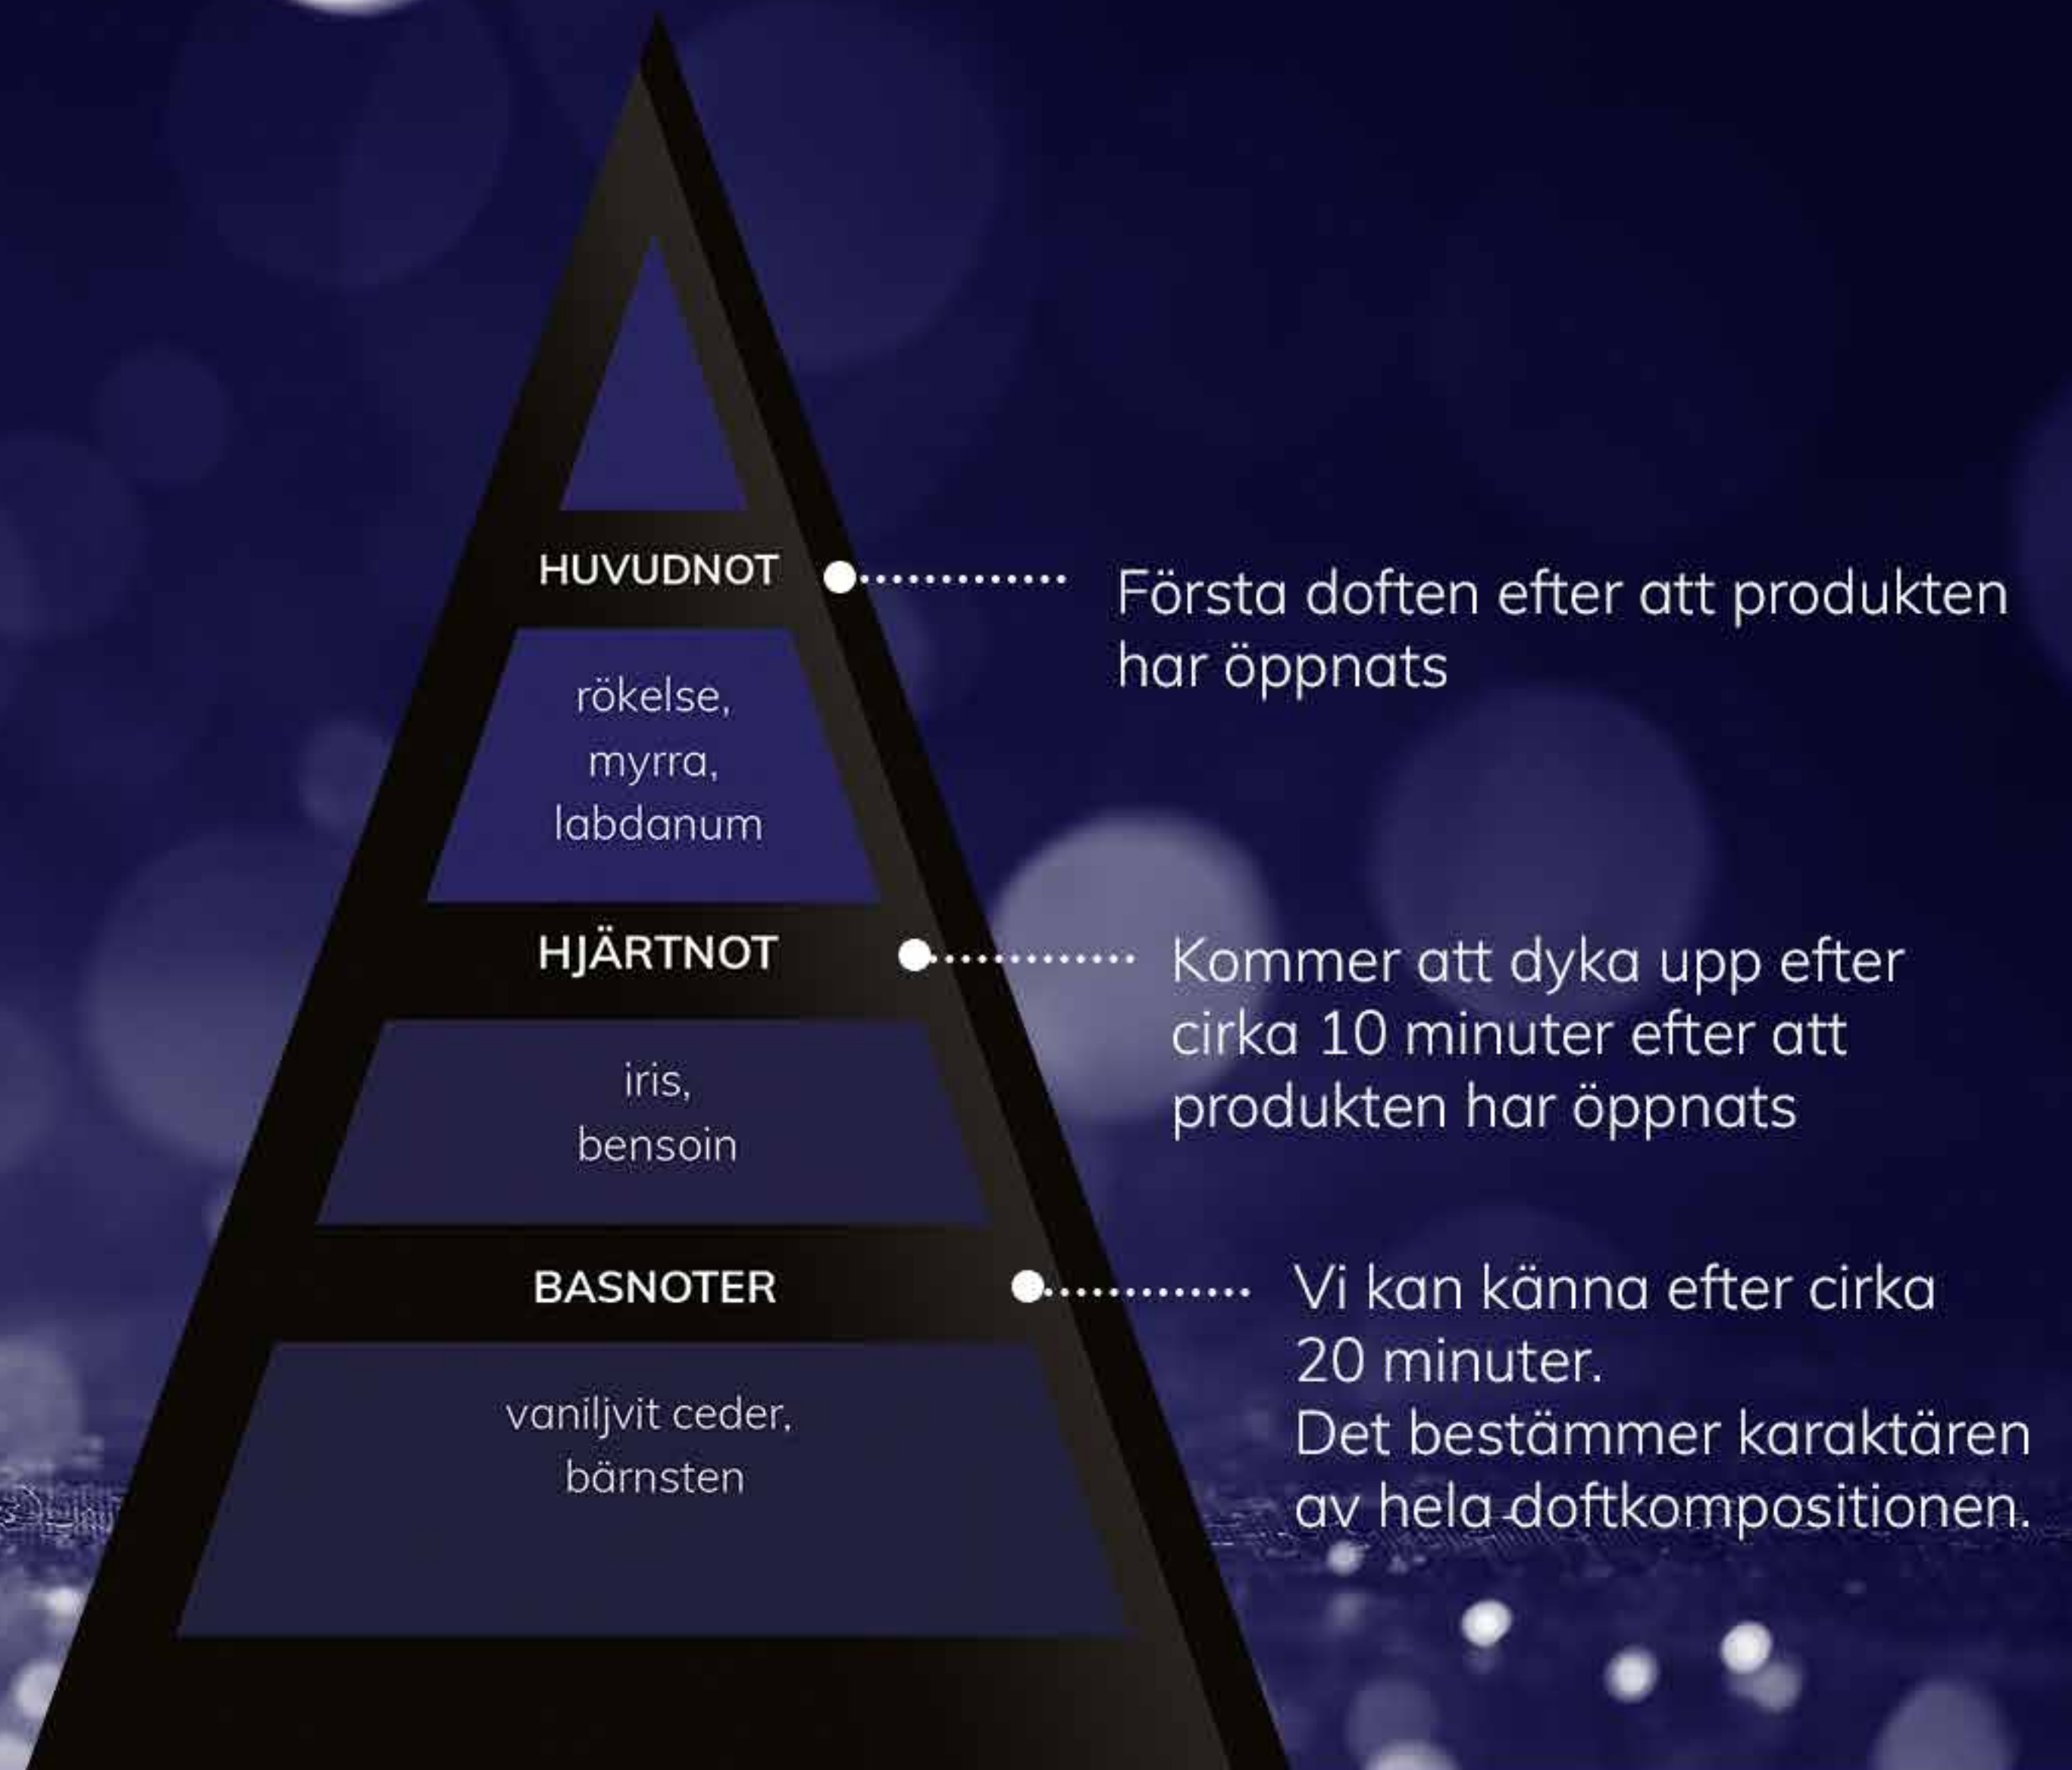 HUVUDNOT
Första doften efter att produkten
har öppnats
rökelse,
myrra,
labdanum
HJÄRTNOT
Kommer att dyka upp efter
cirka 10 minuter efter att
produkten har öppnats
iris,
bensoin
BASNOTER
Vi kan känna efter cirka
20 minuter.
Det bestämmer karaktären
av hela doftkompositionen.
vaniljvit ceder,
bärnsten